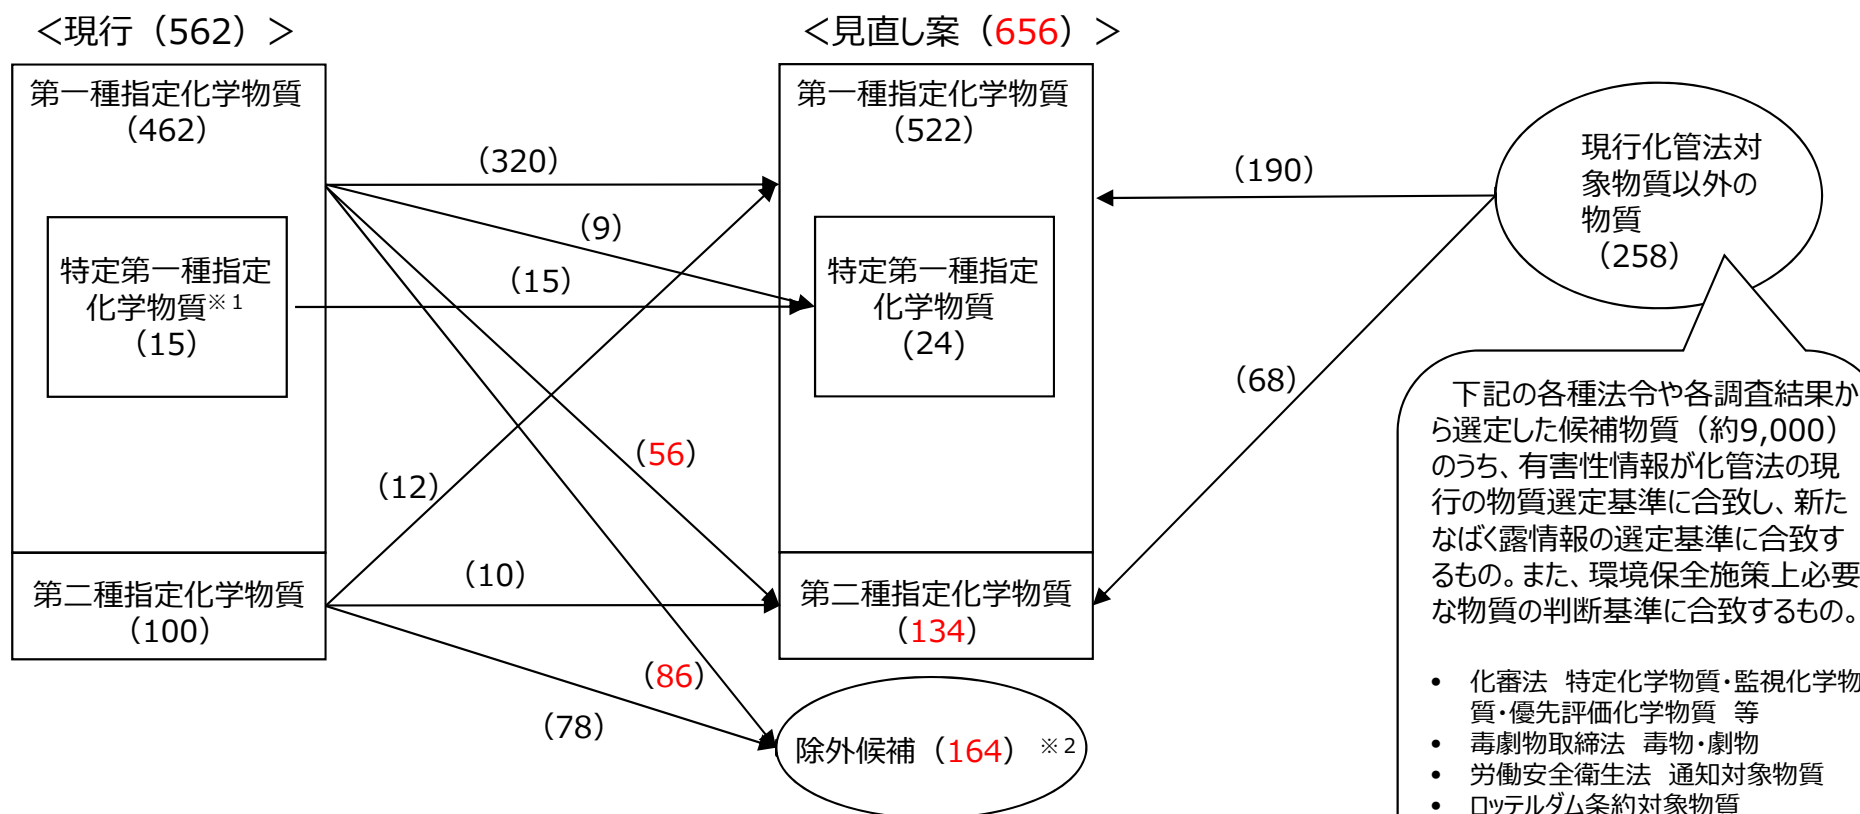 ＜現行（562）＞
＜見直し案（656）＞
第一種指定化学物質
（462）
特定第一種指定
化学物質※1
（15）
第二種指定化学物質
（100）
（320）
（9）
（15）
（56）
（12）
（10）
（86）
（78）
第一種指定化学物質
（522）
特定第一種指定
化学物質
（24）
第二種指定化学物質
（134）
除外候補（164）※2
（190）
（68）
現行化管法対
象物質以外の
物質
（258）
下記の各種法令や各調査結果か
ら選定した候補物質（約9,000）
のうち、有害性情報が化管法の現
行の物質選定基準に合致し、新た
なばく露情報の選定基準に合致す
るもの。また、環境保全施策上必要
な物質の判断基準に合致するもの。
• 化審法 特定化学物質・監視化学物
質・優先評価化学物質 等
• 毒劇物取締法 毒物・劇物
• 労働安全衛生法 通知対象物質
• ロッテルダム条約対象物質